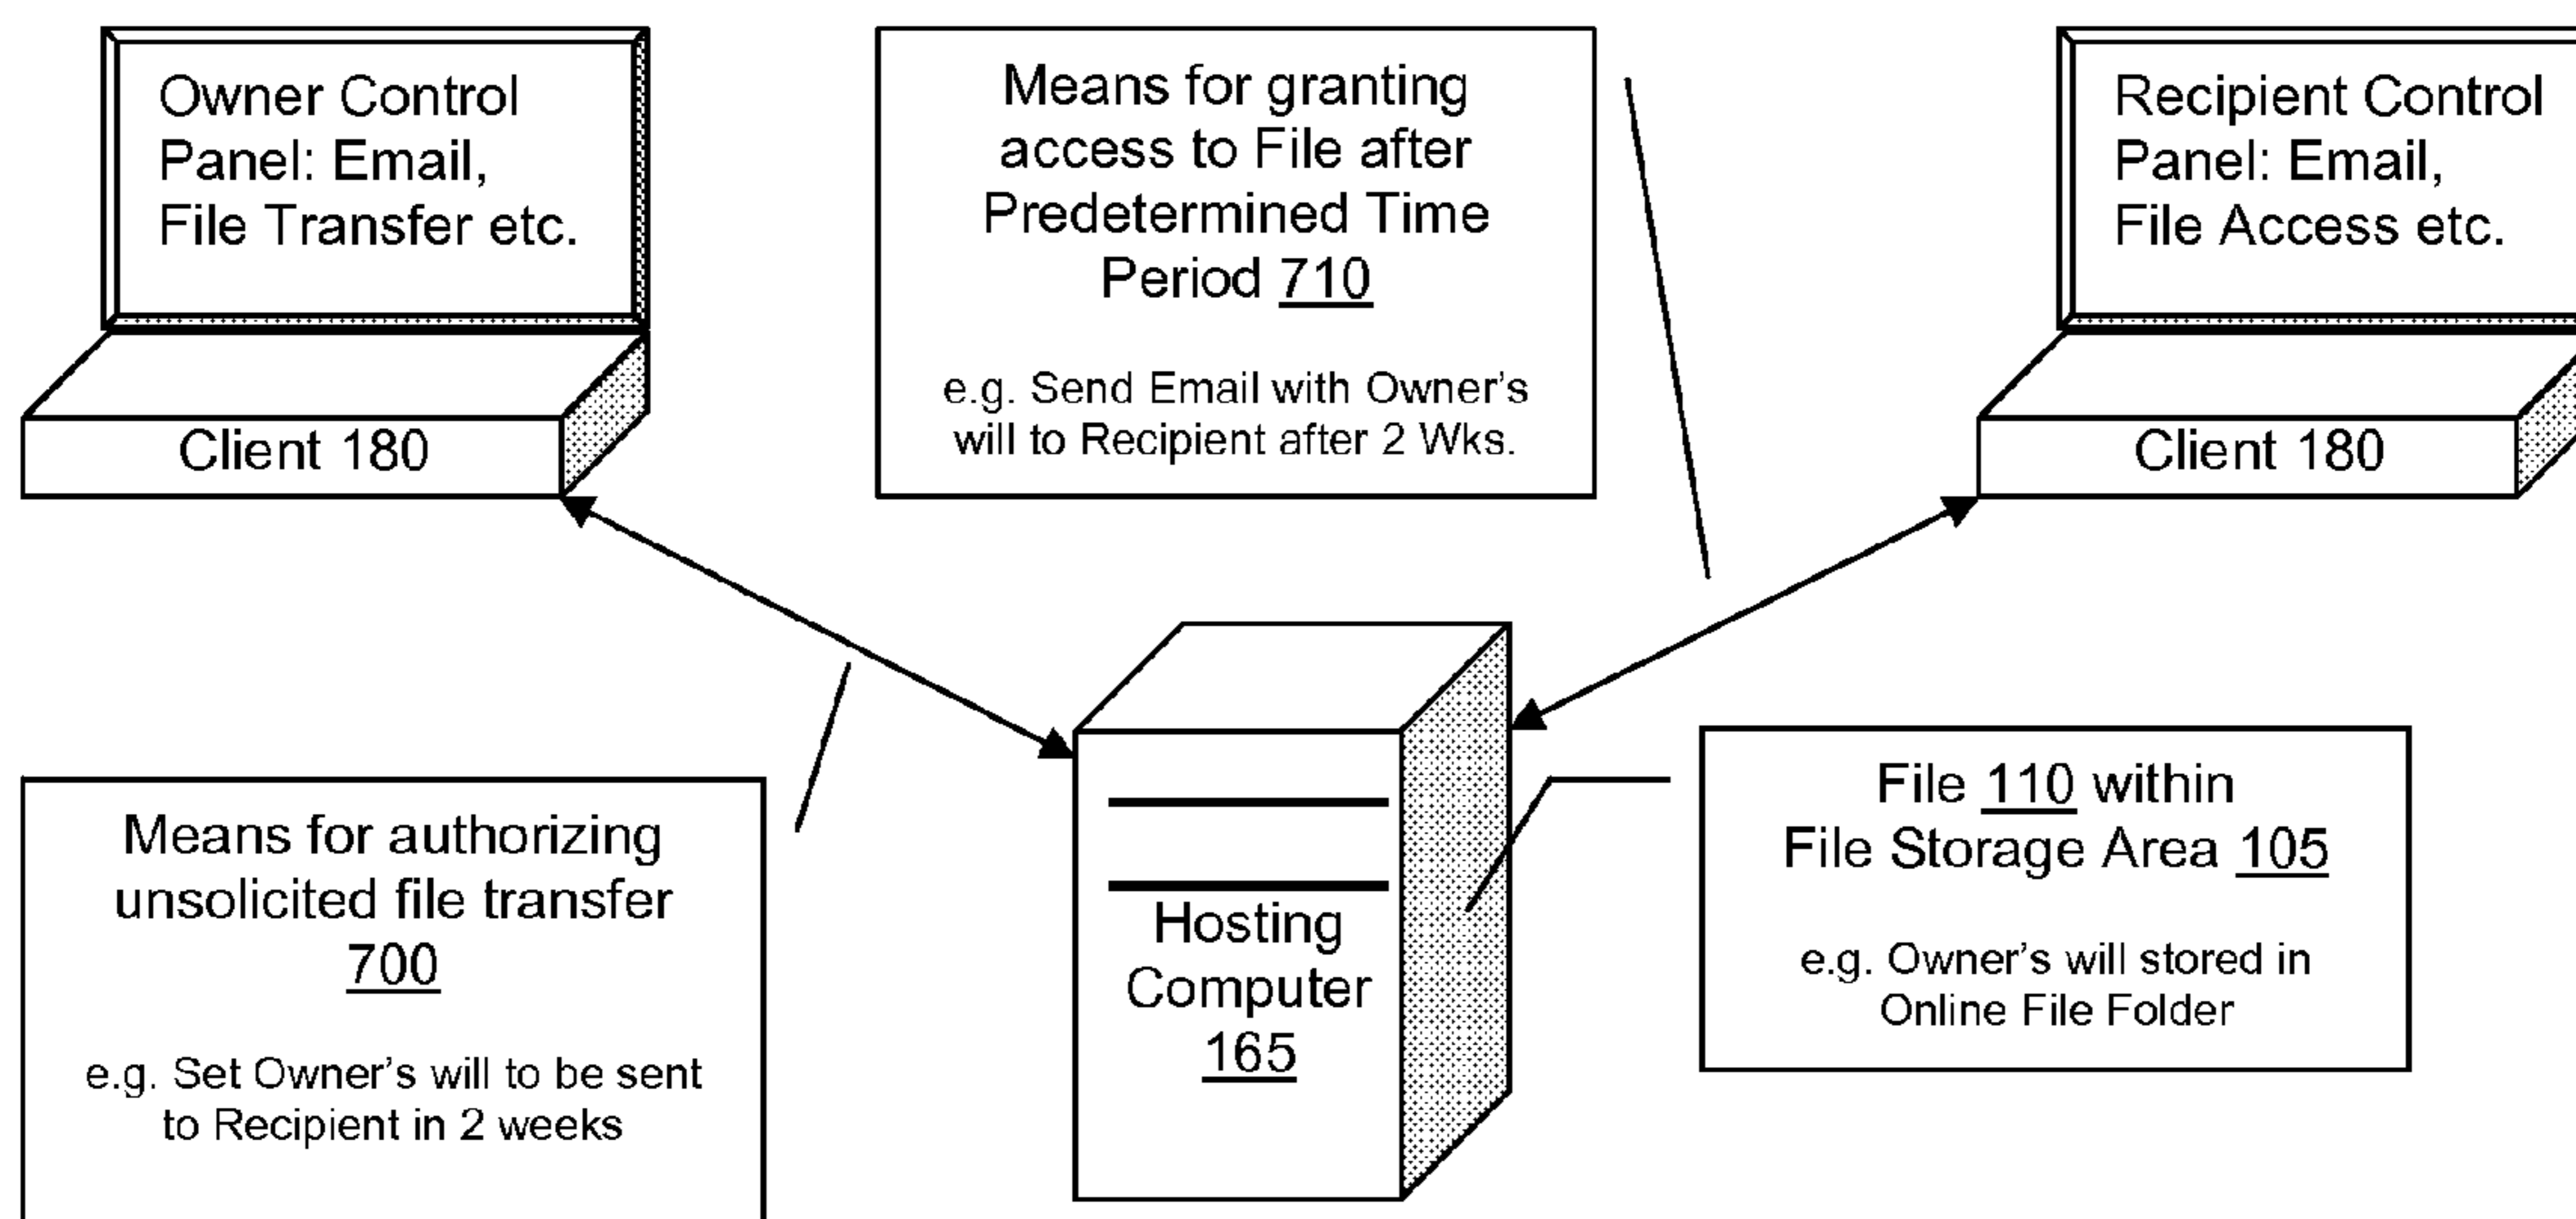 Owner Control
Panel: Email,
File Transfer etc.
Client 180
Means for granting
access to File after
Predetermined Time
Period 710
e.g. Send Email with Owner's
will to Recipient after 2 Wks.
Recipient Control
Panel: Email,
File Access etc.
Client 180
Means for authorizing
unsolicited file transfer
700
e.g. Set Owner's will to be sent
to Recipient in 2 weeks
Hosting
Computer
165
File 110 within
File Storage Area 105
e.g. Owner's will stored in
Online File Folder